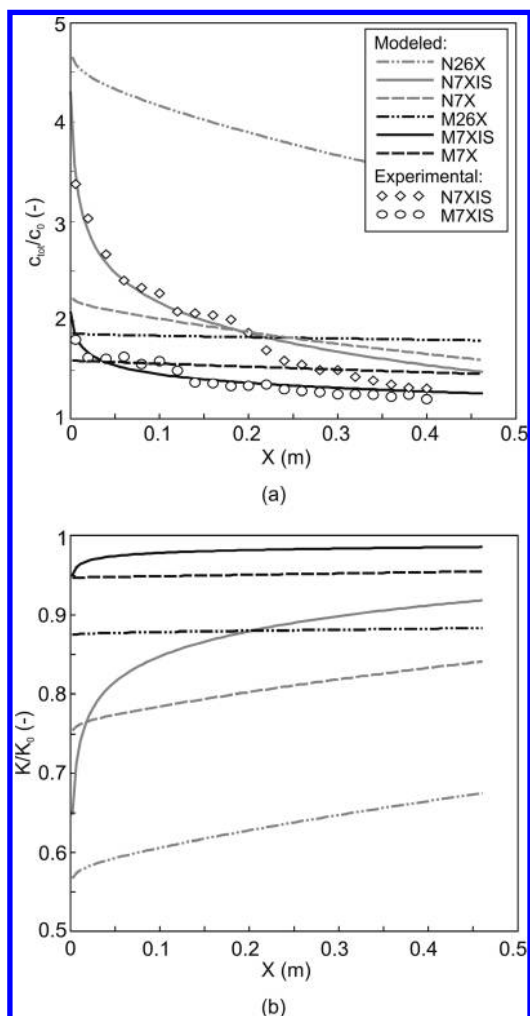 5
4
3
2
1
c_tot/c_0 (-)
Modeled:
N26X
N7XIS
N7X
M26X
M7XIS
M7X
Experimental:
N7XIS
M7XIS
0 0.1 0.2 0.3 0.4 0.5
X (m)
(a)
1
0.9
0.8
0.7
0.6
0.5
K/K_0 (-)
0 0.1 0.2 0.3 0.4 0.5
X (m)
(b)